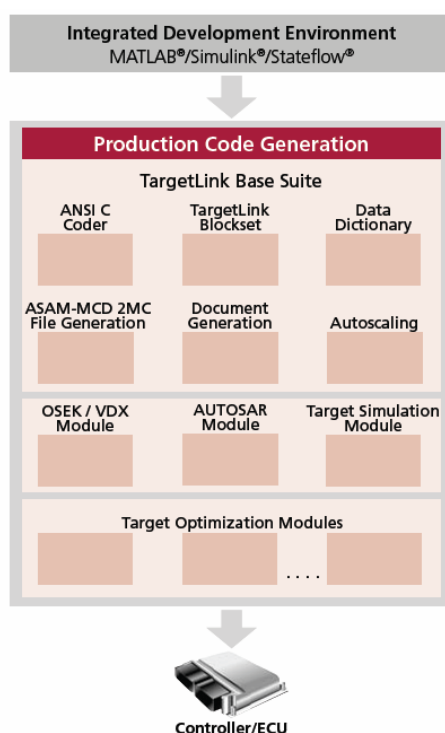 Integrated Development Environment
MATLAB®/Simulink®/Stateflow®
Production Code Generation
TargetLink Base Suite
ANSI C
Coder
TargetLink
Blockset
Data
Dictionary
ASAM-MCD 2MC
File Generation
Document
Generation
Autoscaling
OSEK / VDX
Module
AUTOSAR
Module
Target Simulation
Module
Target Optimization Modules
. . . .
Controller/ECU